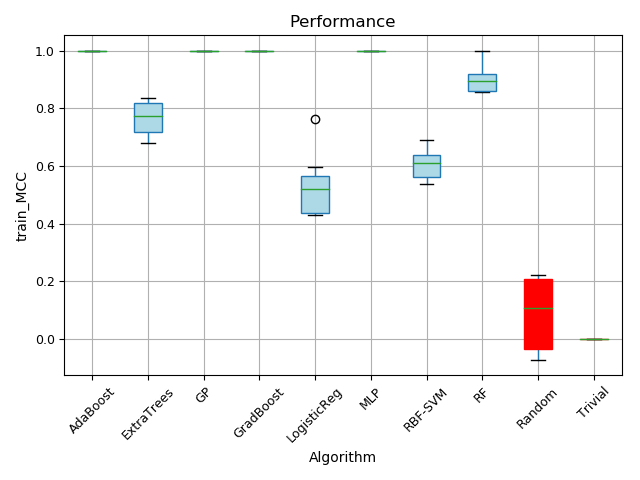 Performance
train_MCC
1.0
0.8
0.6
0.4
0.2
0.0
AdaBoost
ExtraTrees
GP
GradBoost
LogisticReg
MLP
RBF-SVM
RF
Random
Trivial
Algorithm